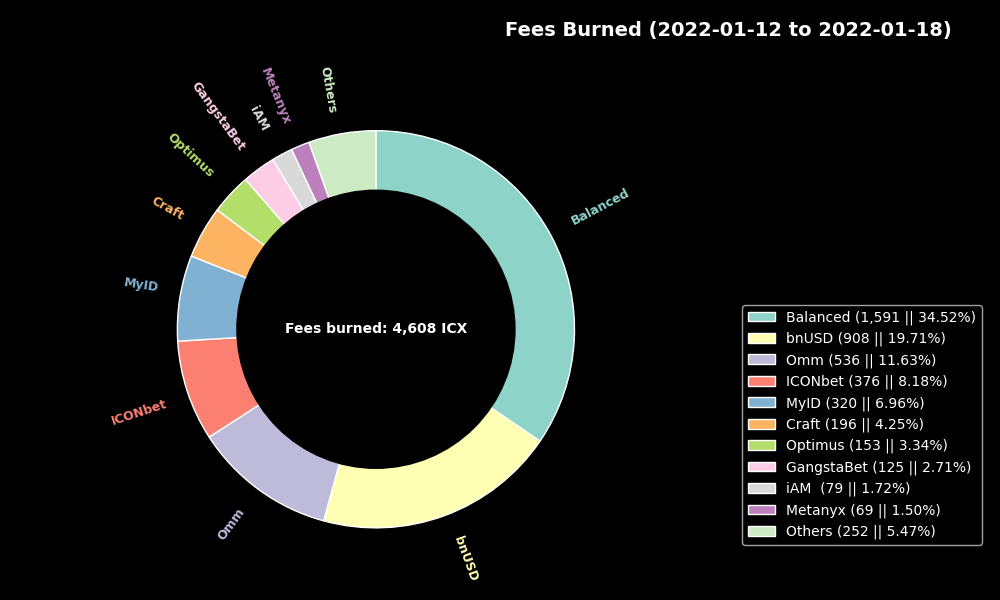 Fees Burned (2022-01-12 to 2022-01-18)
Others
Metanyx
iAM
GangstaBet
Optimus
Craft
MyID
ICONbet
Omm
bnUSD
Balanced
Fees burned: 4,608 ICX
Balanced (1,591 || 34.52%)
bnUSD (908 || 19.71%)
Omm (536 || 11.63%)
ICONbet (376 || 8.18%)
MyID (320 || 6.96%)
Craft (196 || 4.25%)
Optimus (153 || 3.34%)
GangstaBet (125 || 2.71%)
iAM  (79 || 1.72%)
Metanyx (69 || 1.50%)
Others (252 || 5.47%)